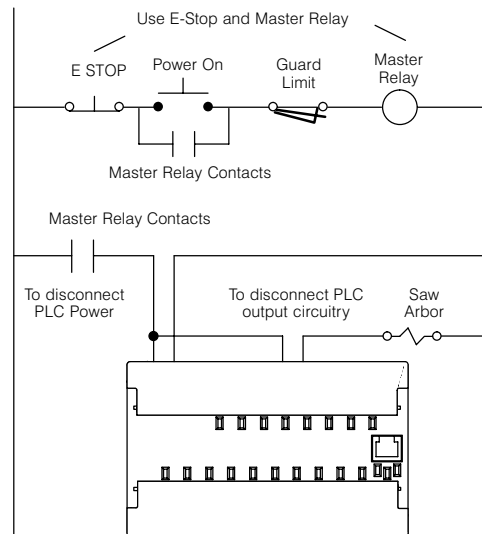 Use E-Stop and Master Relay
E STOP
Power On
Guard
Limit
Master
Relay
Master Relay Contacts
Master Relay Contacts
To disconnect
PLC Power
To disconnect PLC
output circuitry
Saw
Arbor